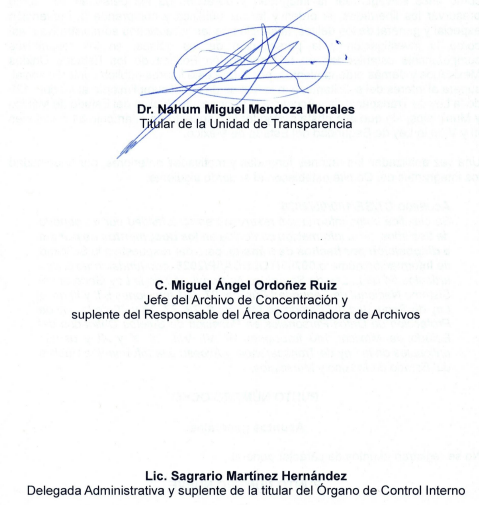 Dr. Nahum Miguel Mendoza Morales
Titular de la Unidad de Transparencia
C. Miguel Ángel Ordoñez Ruiz
Jefe del Archivo de Concentración y
suplente del Responsable del Área Coordinadora de Archivos
Lic. Sagrario Martínez Hernández
Delegada Administrativa y suplente de la titular del Órgano de Control Interno